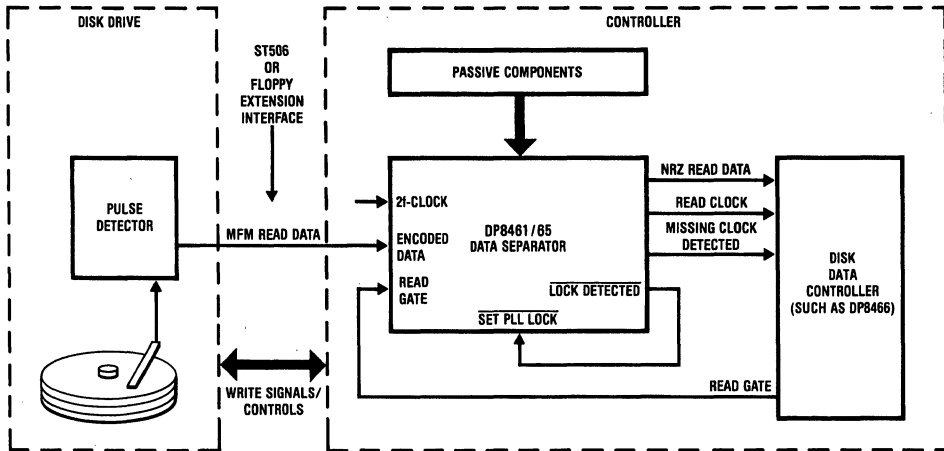 DISK DRIVE
CONTROLLER
ST506
OR
FLOPPY
EXTENSION
INTERFACE
PASSIVE COMPONENTS
PULSE
DETECTOR
MFM READ DATA
2f-CLOCK
ENCODED
DATA
READ
GATE
DP8461/65
DATA SEPARATOR
LOCK DETECTED
SET PLL LOCK
NRZ READ DATA
READ CLOCK
MISSING CLOCK
DETECTED
DISK
DATA
CONTROLLER
(SUCH AS DP8466)
READ GATE
WRITE SIGNALS/
CONTROLS